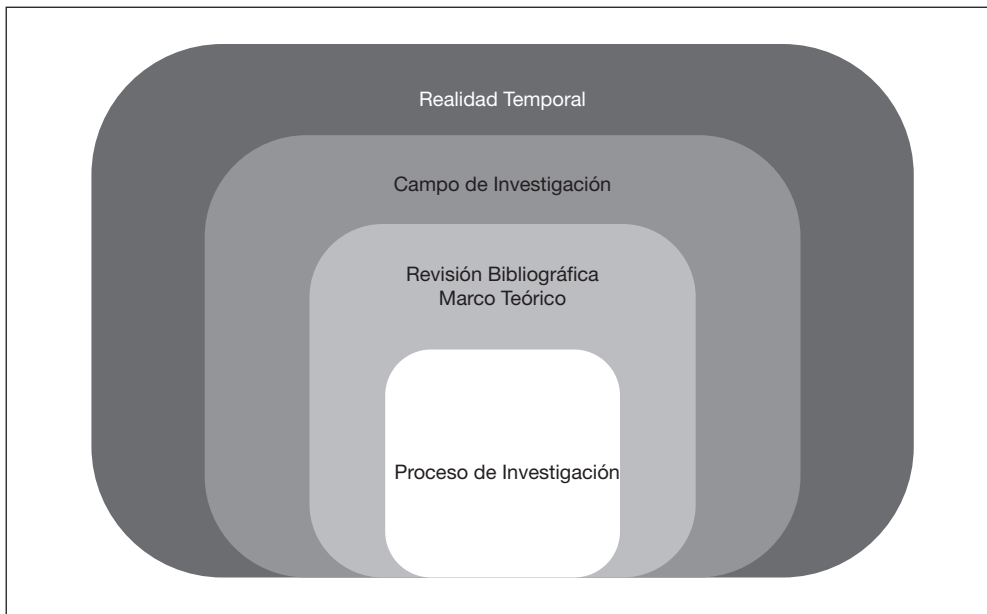 Realidad Temporal
Campo de Investigación
Revisión Bibliográfica
Marco Teórico
Proceso de Investigación